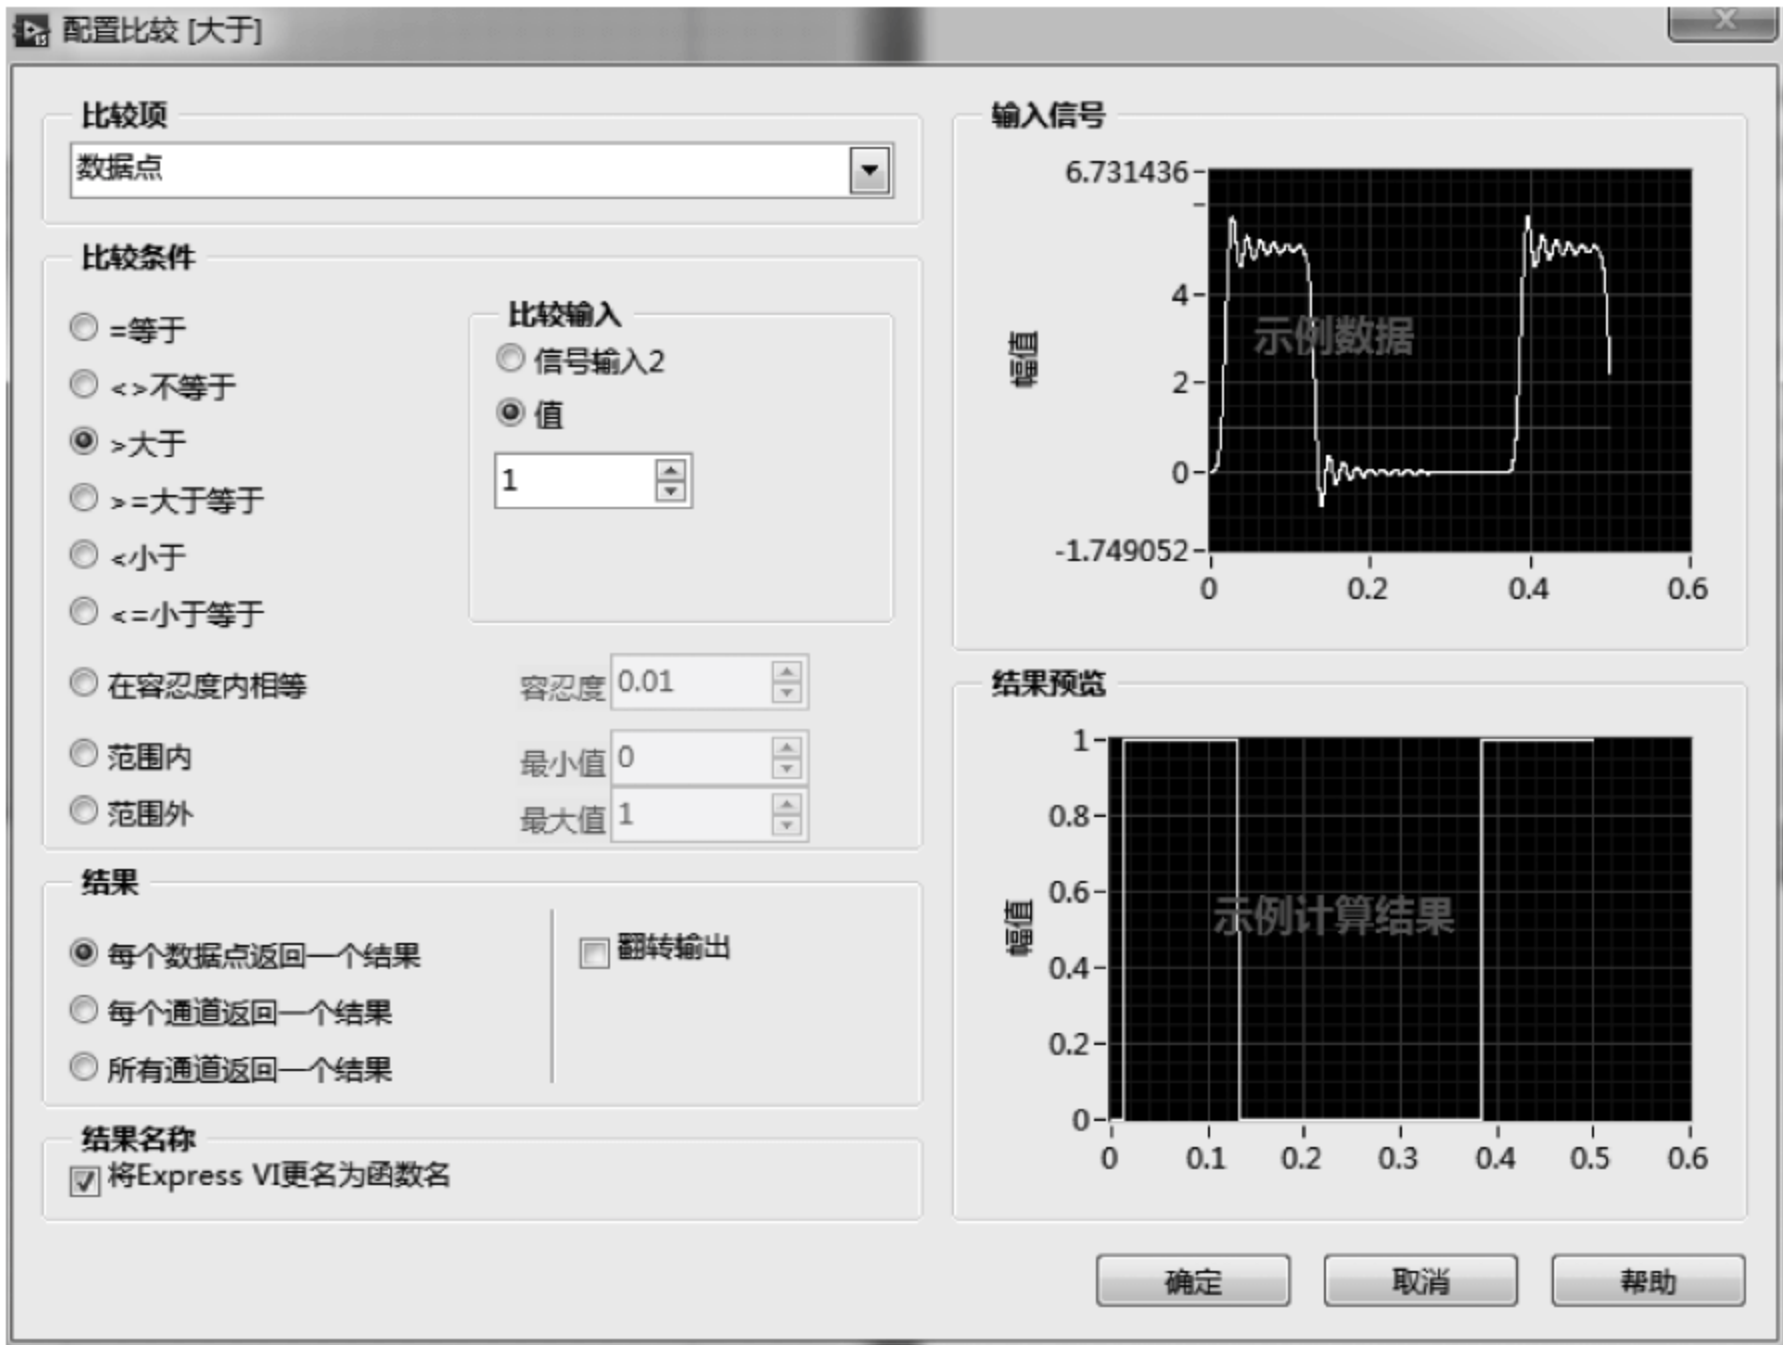 配置比较 [大于]
比较项
数据点
比较条件
=等于
<>不等于
>大于
>=大于等于
<小于
<=小于等于
在容忍度内相等
范围内
范围外
比较输入
信号输入2
值
1
容忍度 0.01
最小值 0
最大值 1
结果
每个数据点返回一个结果
每个通道返回一个结果
所有通道返回一个结果
翻转输出
结果名称
将Express VI更名为函数名
输入信号
6.731436
4
2
0
-1.749052
幅值
示例数据
0 0.2 0.4 0.6
结果预览
1
0.8
0.6
0.4
0.2
0
幅值
示例计算结果
0 0.1 0.2 0.3 0.4 0.5 0.6
确定 取消 帮助